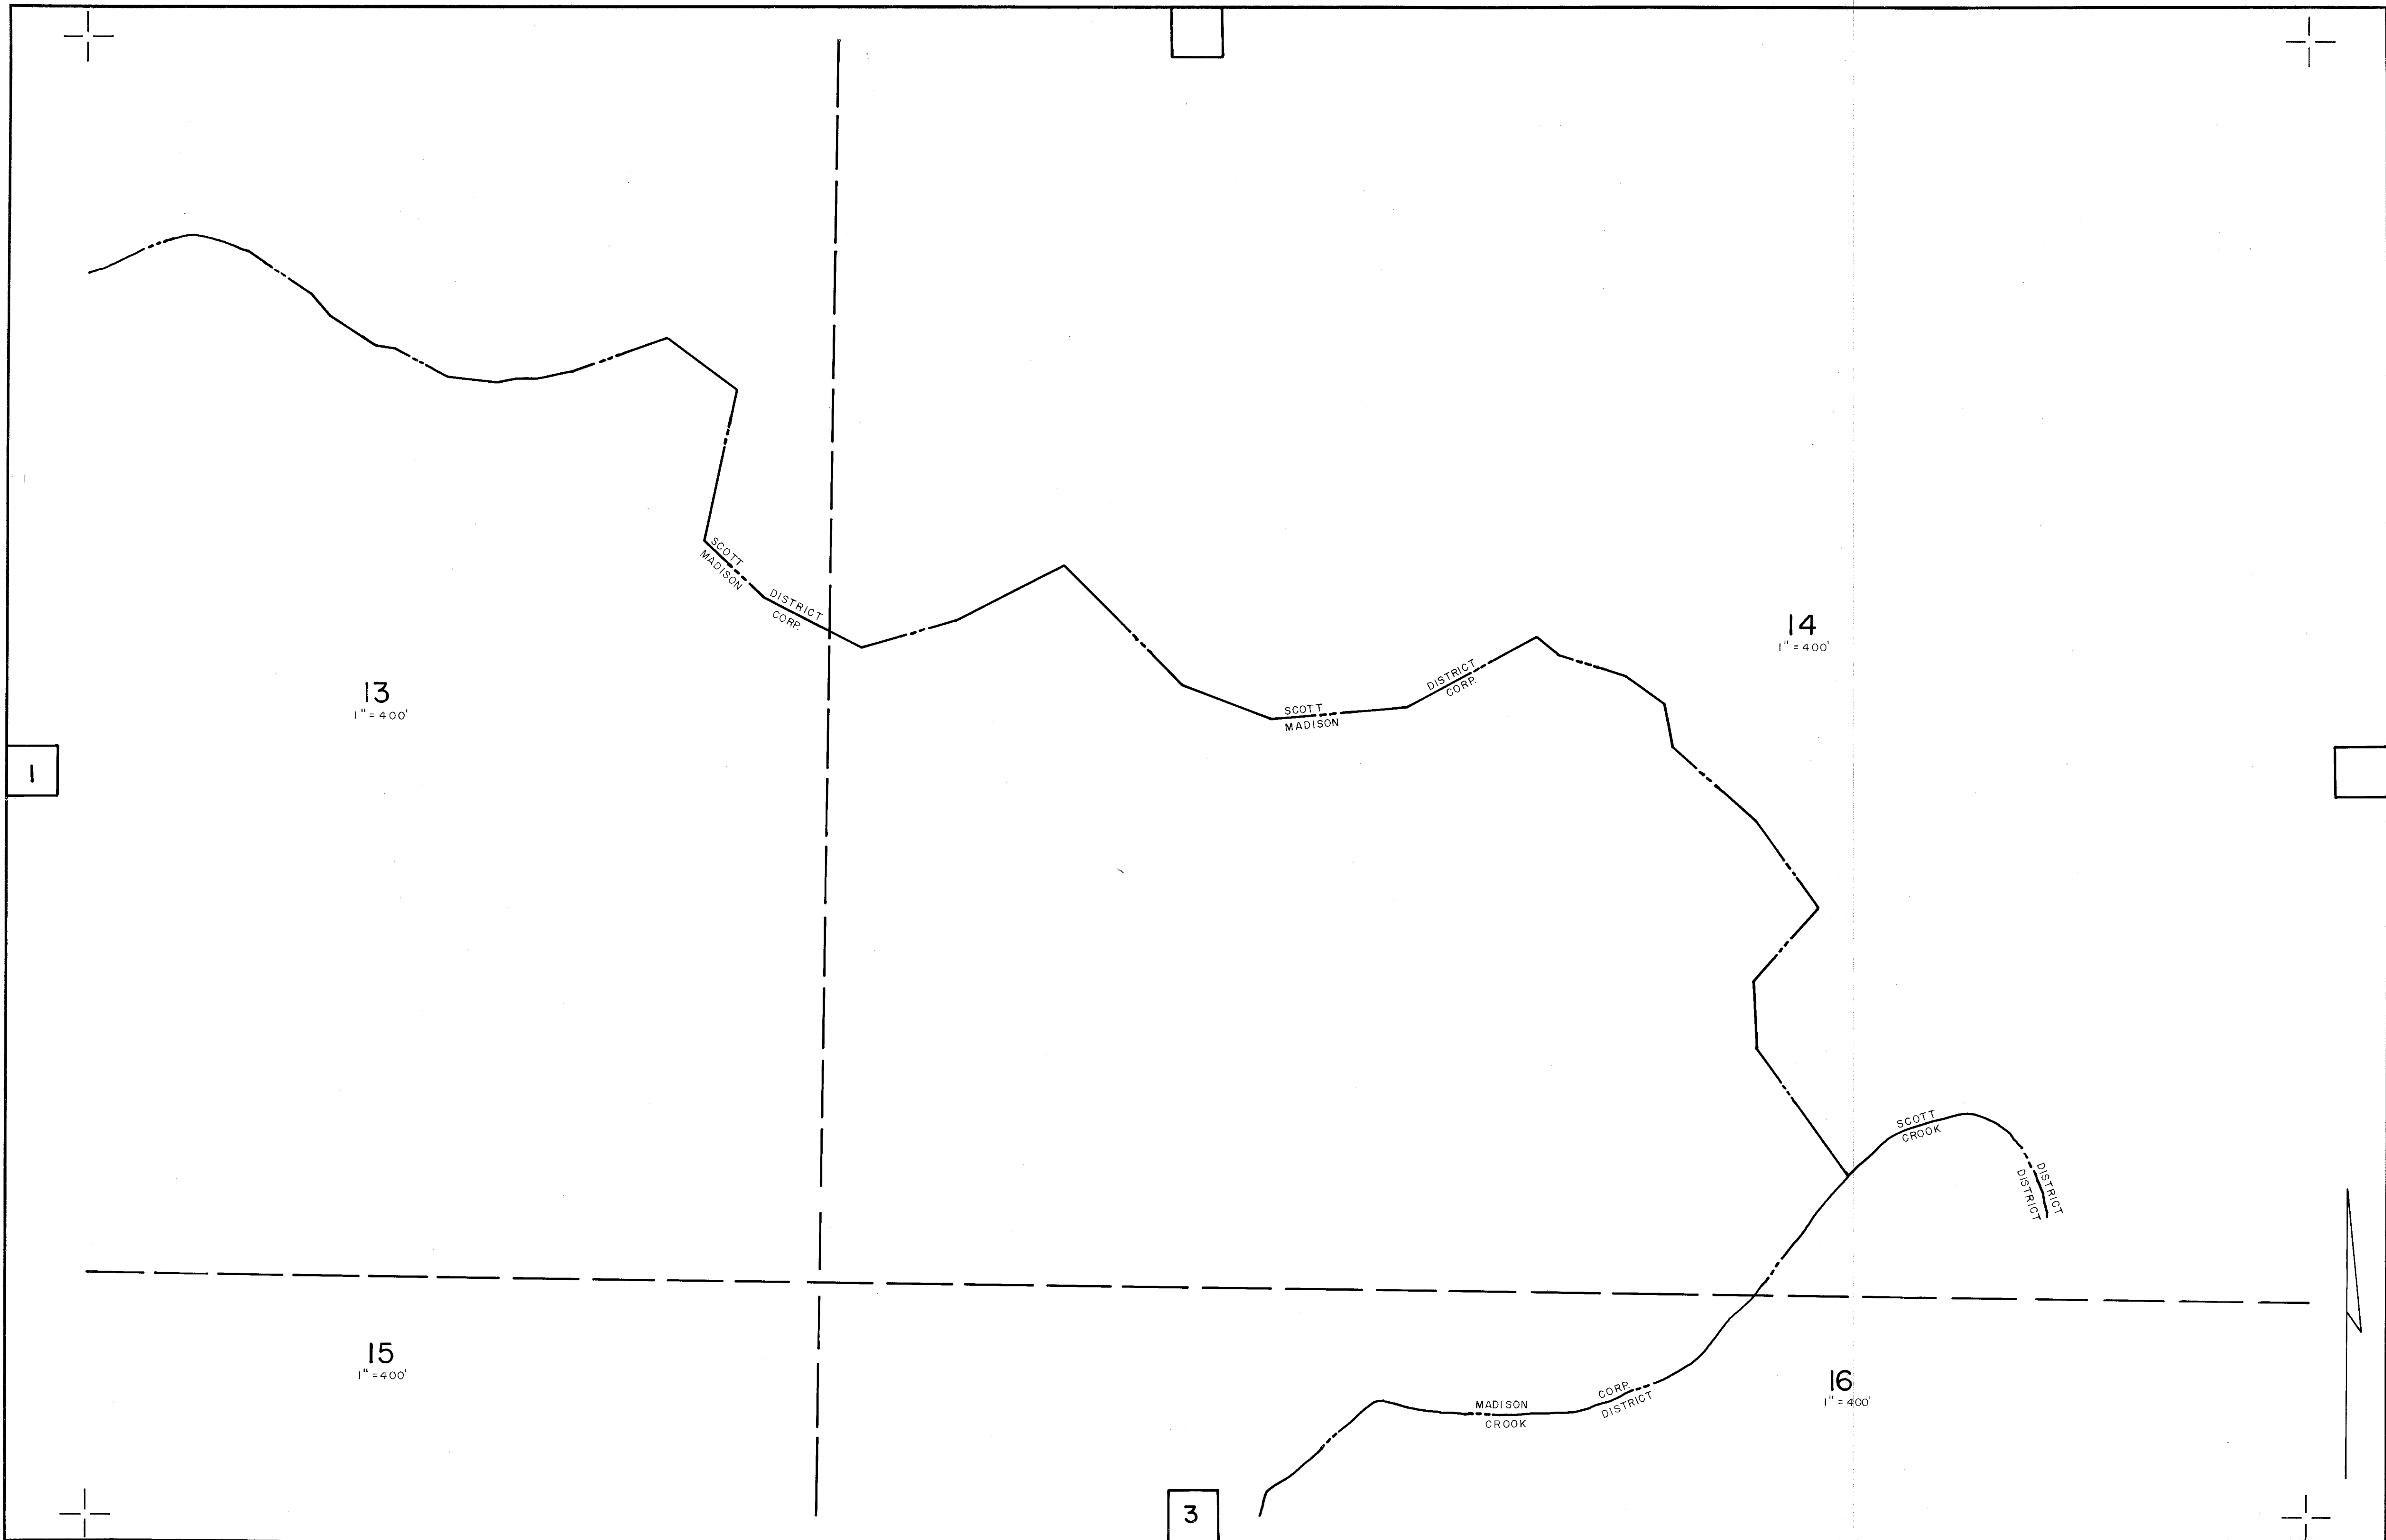 SCOTT
MADISON
DISTRICT
CORP.
14
1" = 400'
13
1" = 400'
DISTRICT
CORP.
SCOTT
MADISON
1
SCOTT
CROOK
DISTRICT
DISTRICT
15
1" = 400'
16
1" = 400'
CORP.
DISTRICT
MADISON
CROOK
3